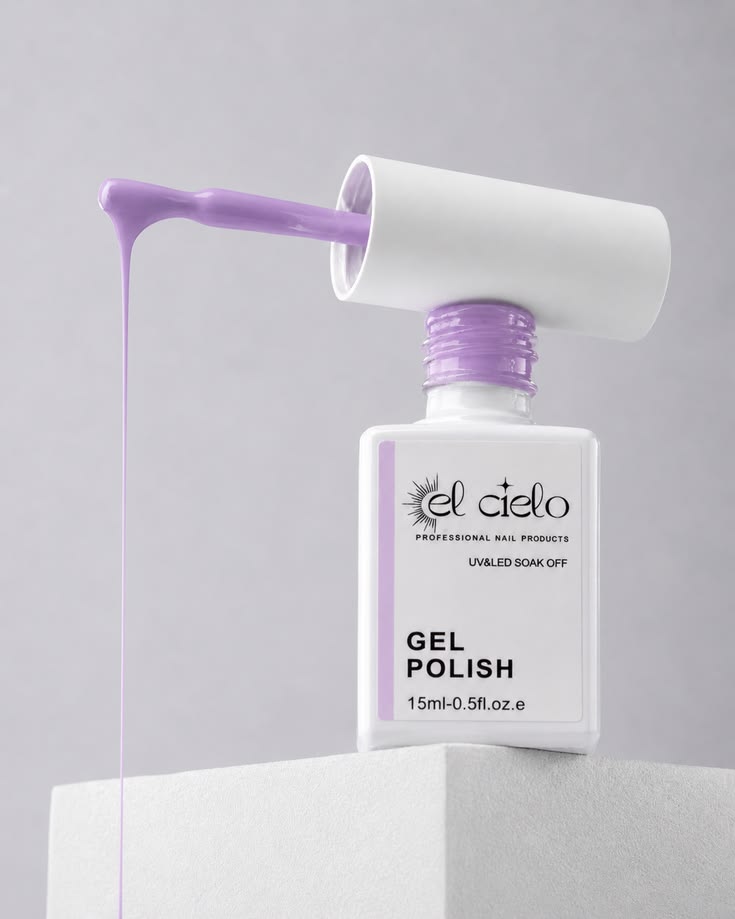 el cielo
PROFESSIONAL NAIL PRODUCTS
UV&LED SOAK OFF
GEL
POLISH
15ml-0.5fl.oz.e